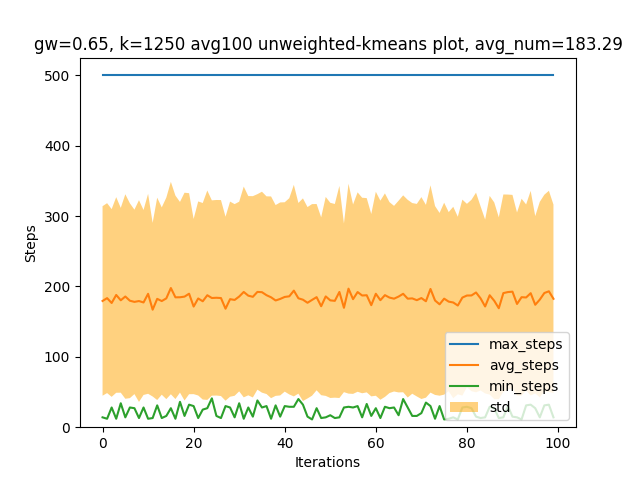 gw=0.65, k=1250 avg100 unweighted-kmeans plot, avg_num=183.29
500
400
300
200
100
0
Steps
max_steps
avg_steps
min_steps
std
0 20 40 60 80 100
Iterations